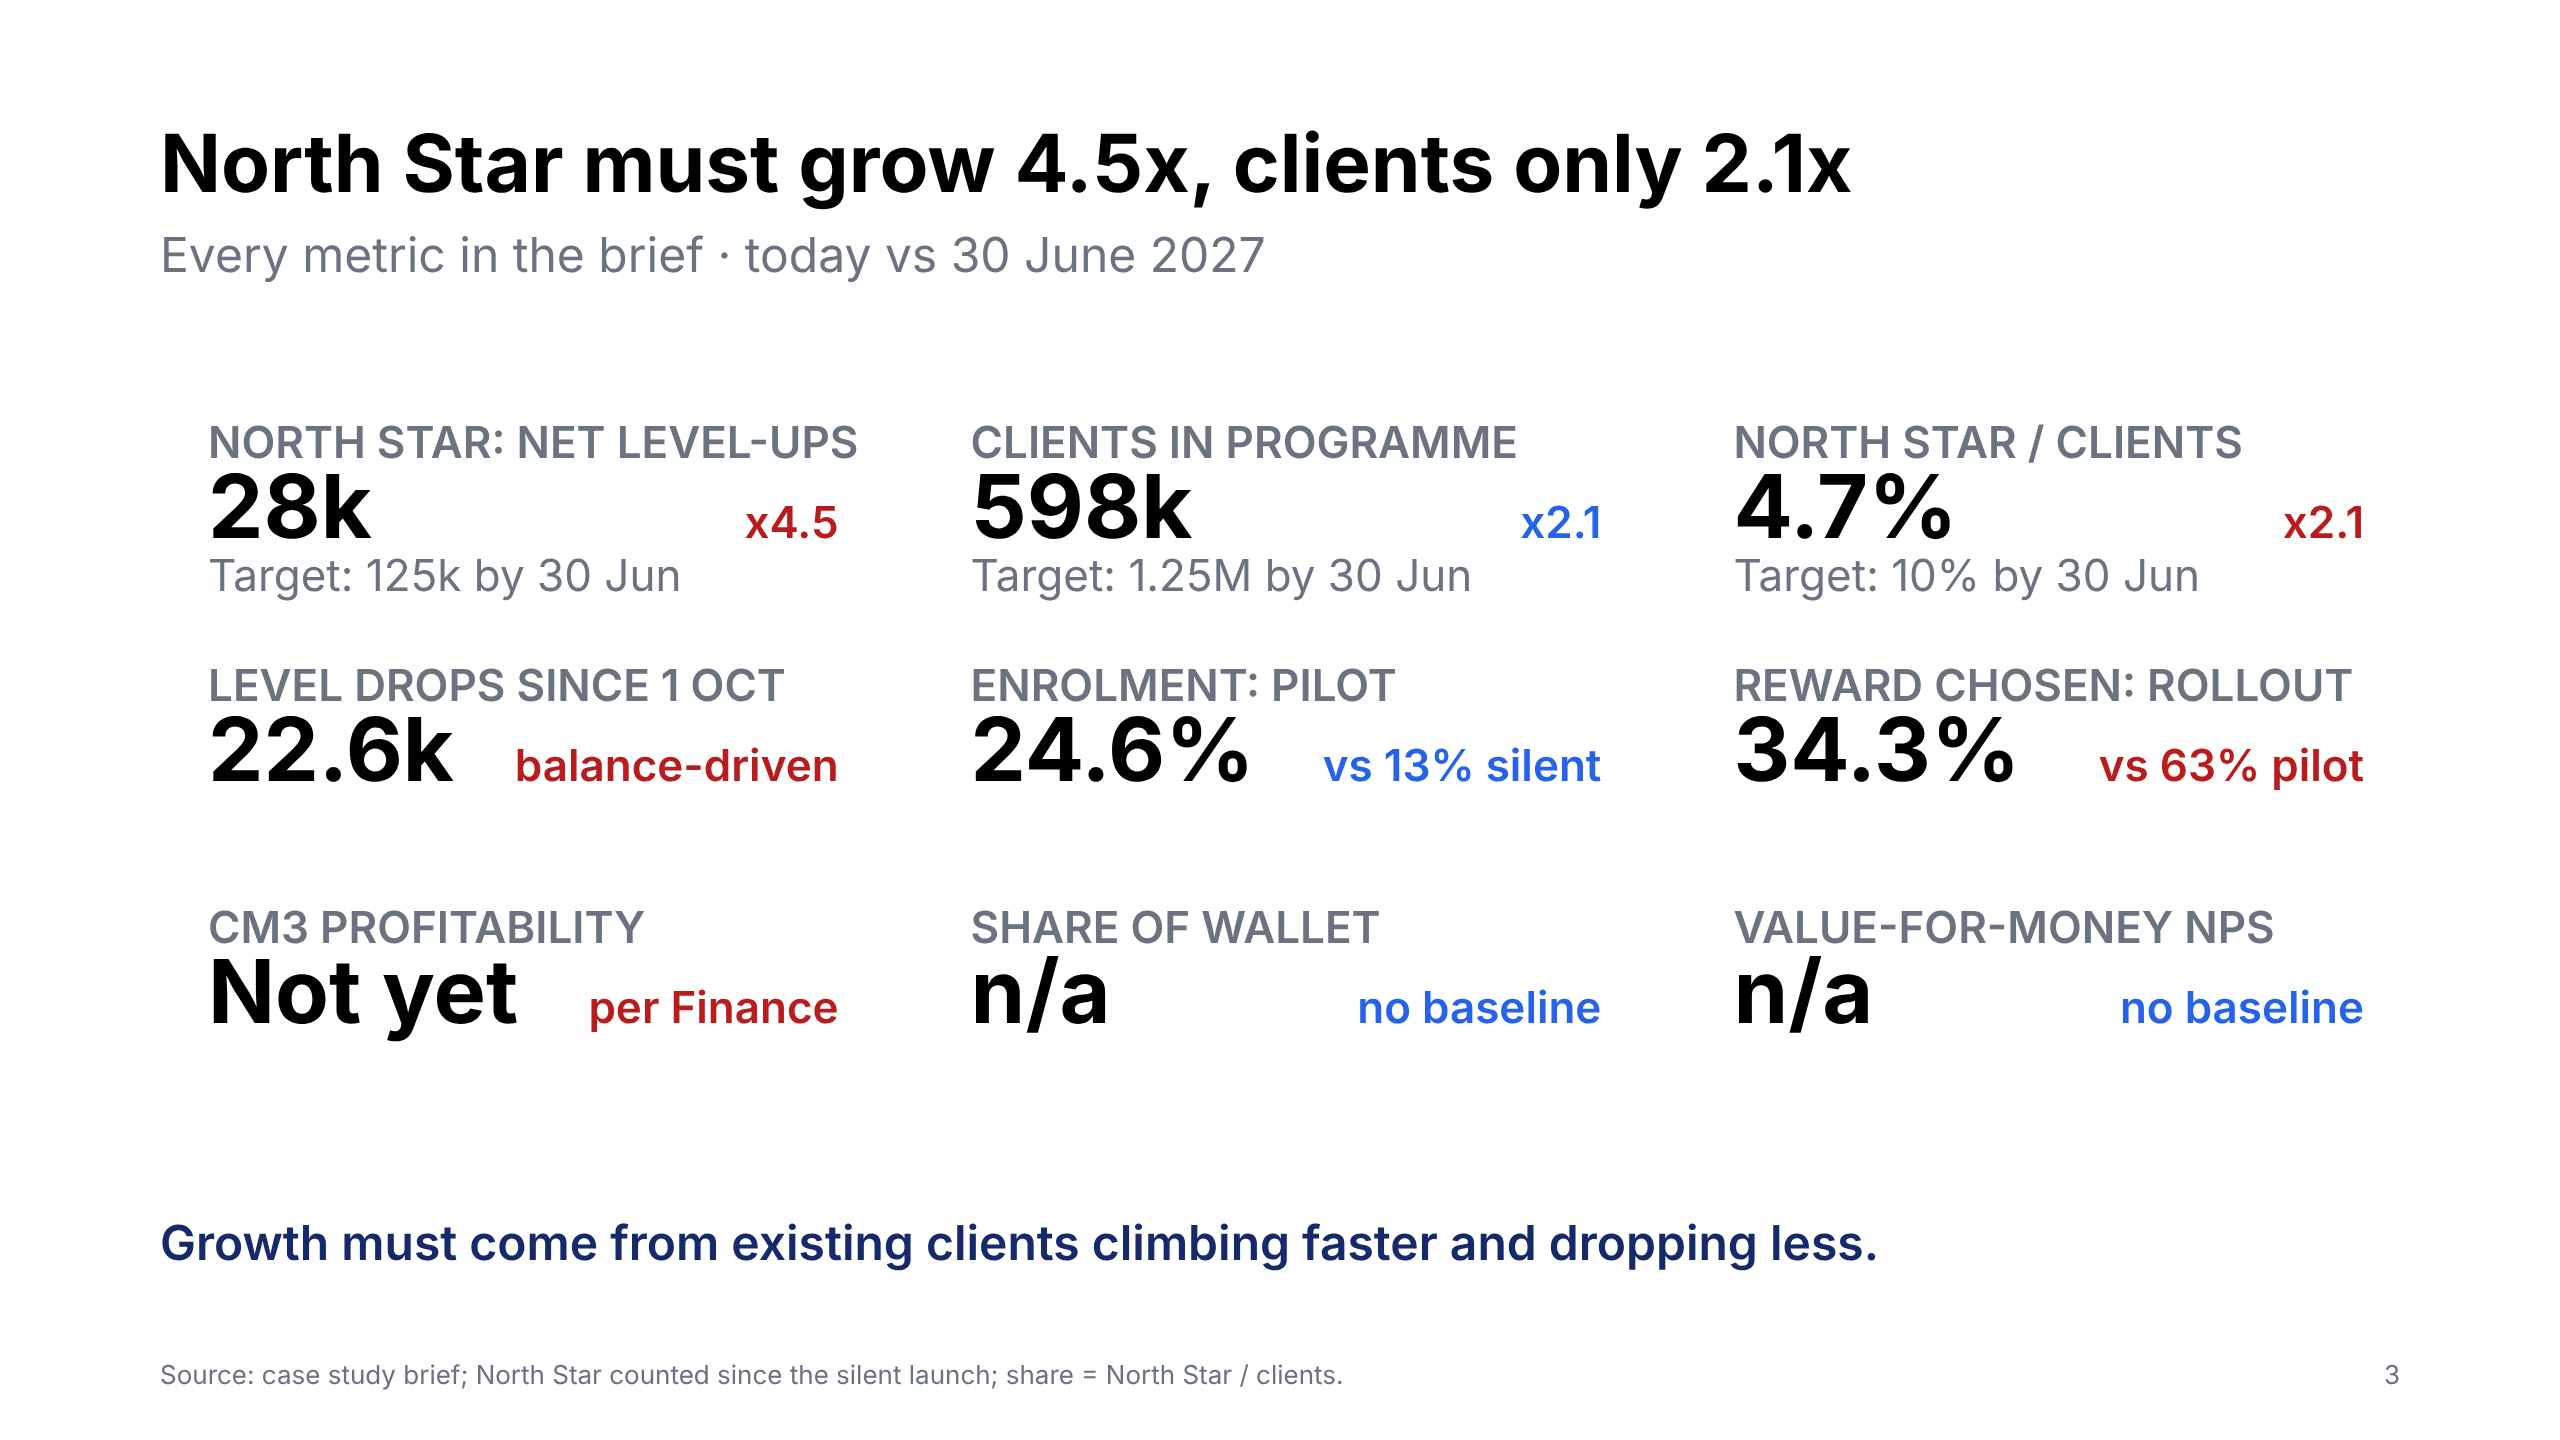 North Star must grow 4.5x, clients only 2.1x
Every metric in the brief · today vs 30 June 2027
NORTH STAR: NET LEVEL-UPS
28k x4.5
Target: 125k by 30 Jun
CLIENTS IN PROGRAMME
598k x2.1
Target: 1.25M by 30 Jun
NORTH STAR / CLIENTS
4.7% x2.1
Target: 10% by 30 Jun
LEVEL DROPS SINCE 1 OCT
22.6k balance-driven
ENROLMENT: PILOT
24.6% vs 13% silent
REWARD CHOSEN: ROLLOUT
34.3% vs 63% pilot
CM3 PROFITABILITY
Not yet per Finance
SHARE OF WALLET
n/a no baseline
VALUE-FOR-MONEY NPS
n/a no baseline
Growth must come from existing clients climbing faster and dropping less.
Source: case study brief; North Star counted since the silent launch; share = North Star / clients.
3